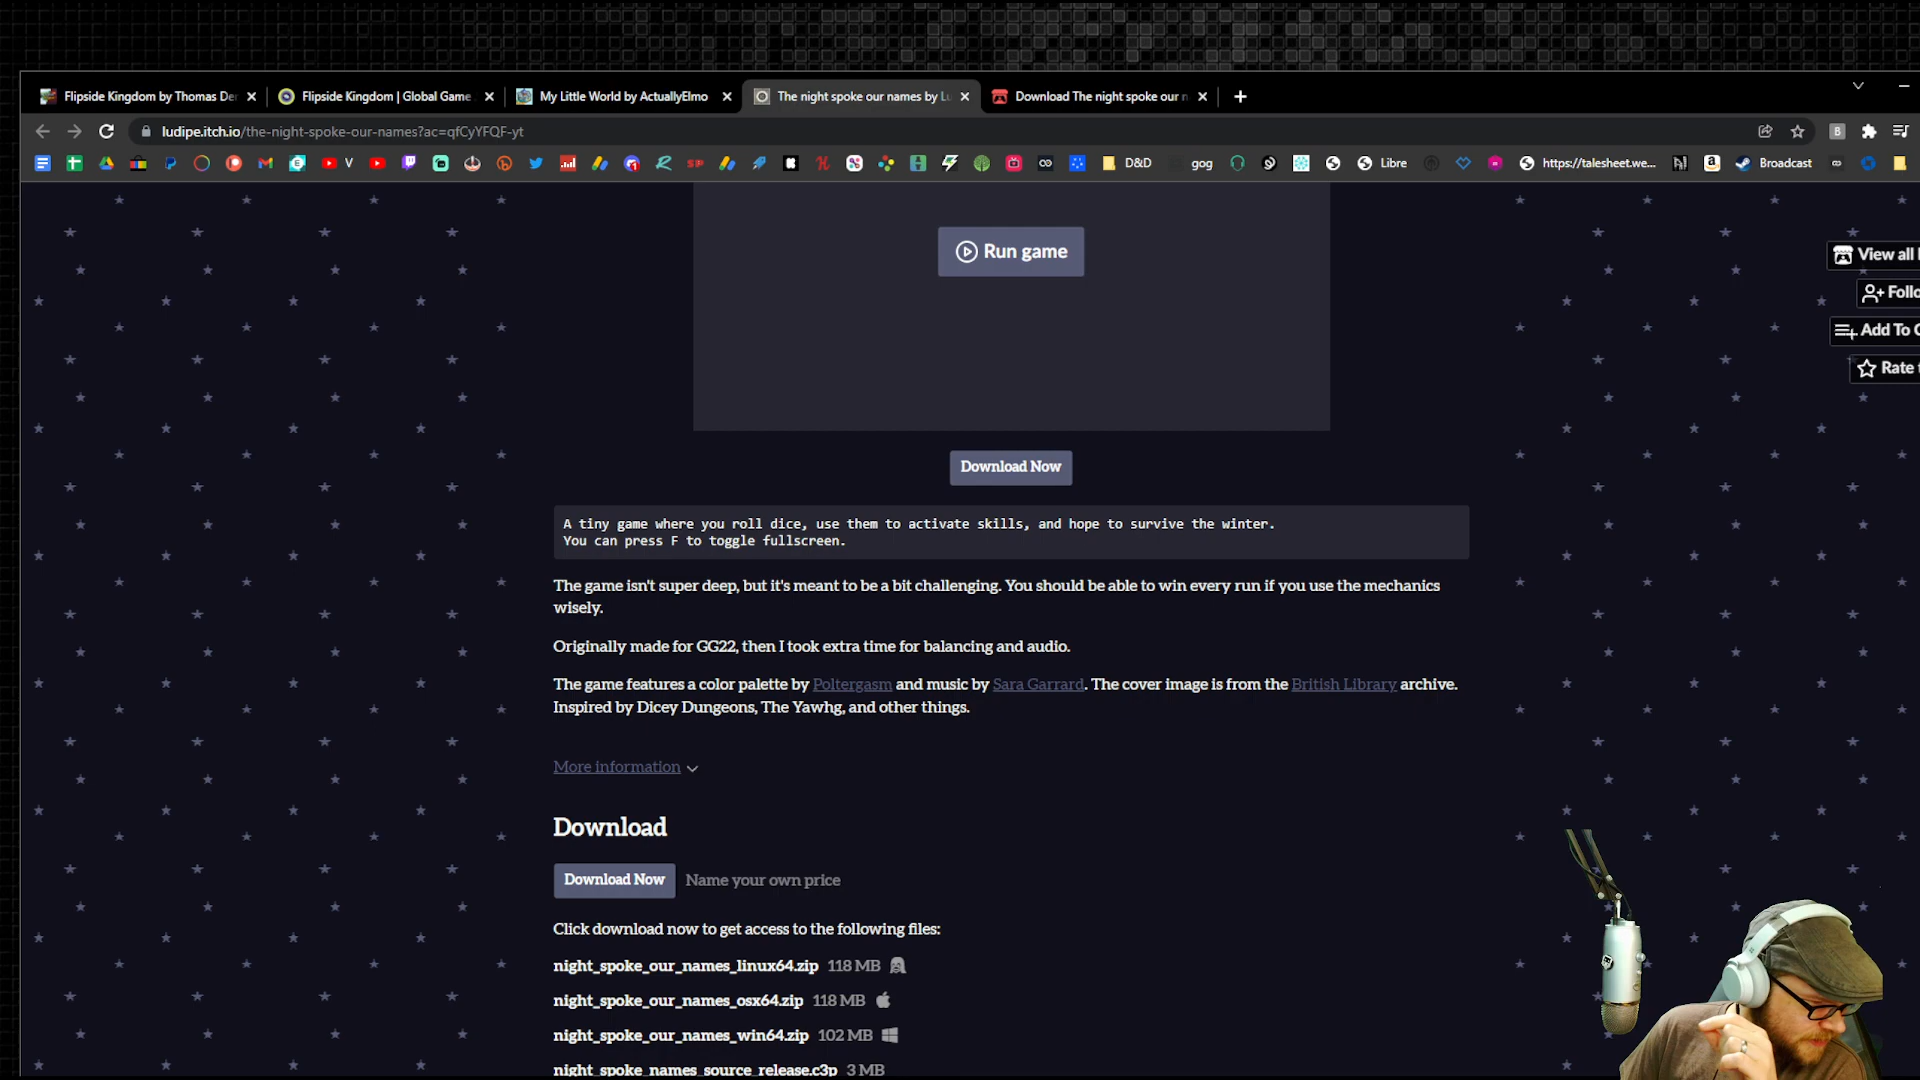 Flipside Kingdom by Thomas De
Flipside Kingdom | Global Game
My Little World by ActuallyElmo
The night spoke our names by L
Download The night spoke our n
ludipe.itch.io/the-night-spoke-our-names?ac=qfCyYFQF-yt
V
D&D
gog
Libre
https://talesheet.we...
Broadcast
Run game
View all
Follo
Add To C
Rate t
Download Now
A tiny game where you roll dice, use them to activate skills, and hope to survive the winter.
You can press F to toggle fullscreen.
The game isn't super deep, but it's meant to be a bit challenging. You should be able to win every run if you use the mechanics
wisely.
Originally made for GG22, then I took extra time for balancing and audio.
The game features a color palette by Poltergasm and music by Sara Garrard. The cover image is from the British Library archive.
Inspired by Dicey Dungeons, The Yawhg, and other things.
More information
Download
Download Now Name your own price
Click download now to get access to the following files:
night_spoke_our_names_linux64.zip 118 MB
night_spoke_our_names_osx64.zip 118 MB
night_spoke_our_names_win64.zip 102 MB
night_spoke_names_source_release.c3p 3 MB